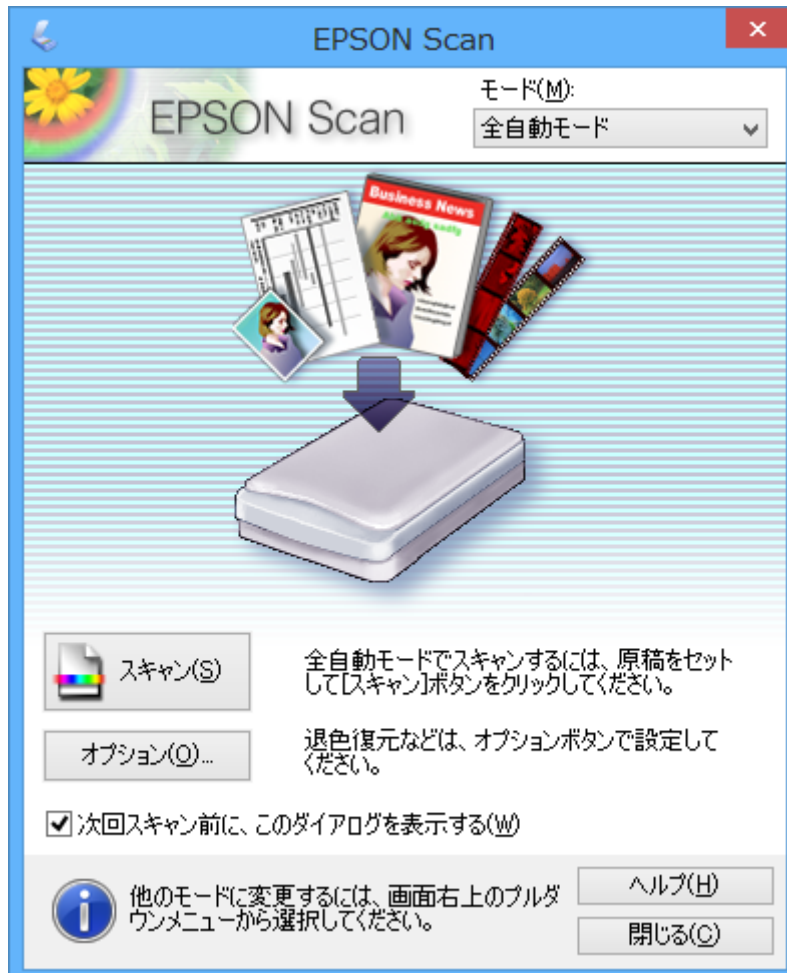 EPSON Scan
EPSON Scan
モード(M):
全自動モード
Business News
スキャン(S)
全自動モードでスキャンするには、原稿をセット
して[スキャン]ボタンをクリックしてください。
オプション(O)...
退色復元などは、オプションボタンで設定して
ください。
次回スキャン前に、このダイアログを表示する(W)
他のモードに変更するには、画面右上のプルダ
ウンメニューから選択してください。
ヘルプ(H)
閉じる(C)